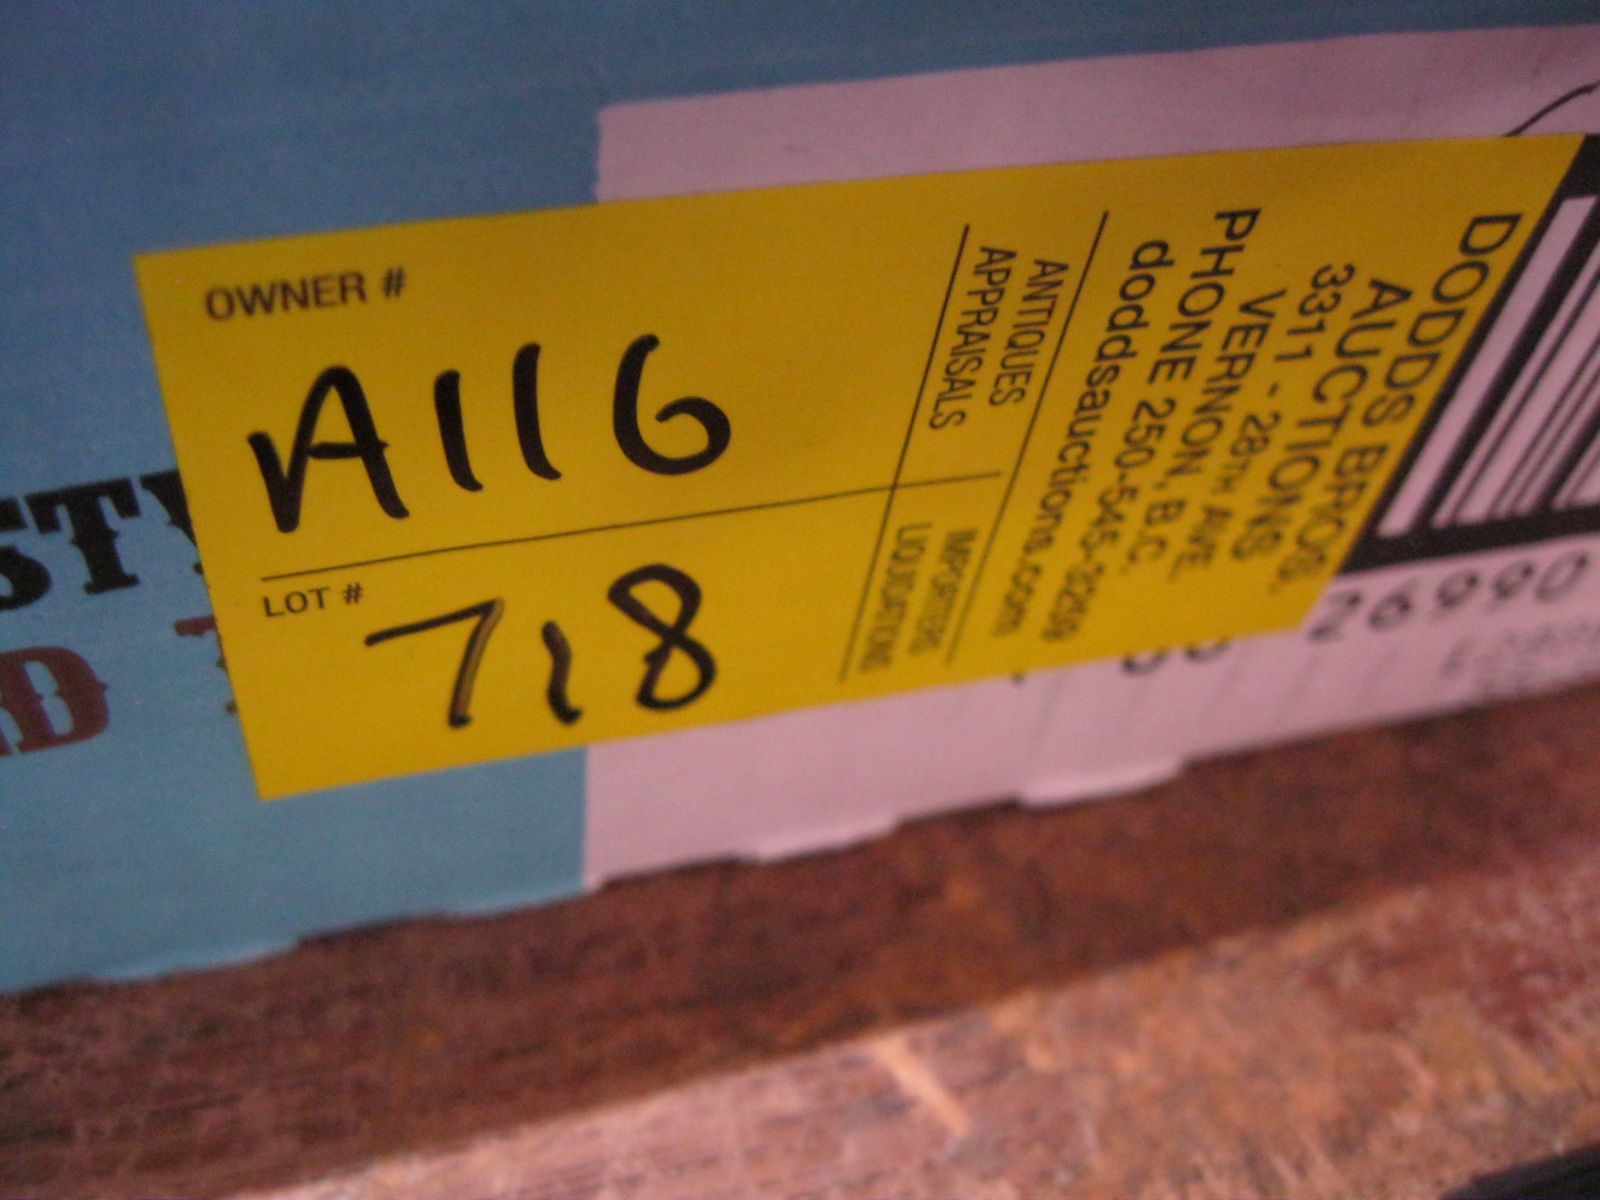 OWNER #
A116
LOT #
718
DODDS BROS.
AUCTIONS
3311 - 28TH AVE.
VERNON, B.C.
PHONE 250-545-3259
doddsauctions.com
ANTIQUES
APPRAISALS
IMPORTERS
LIQUIDATIONS
26990